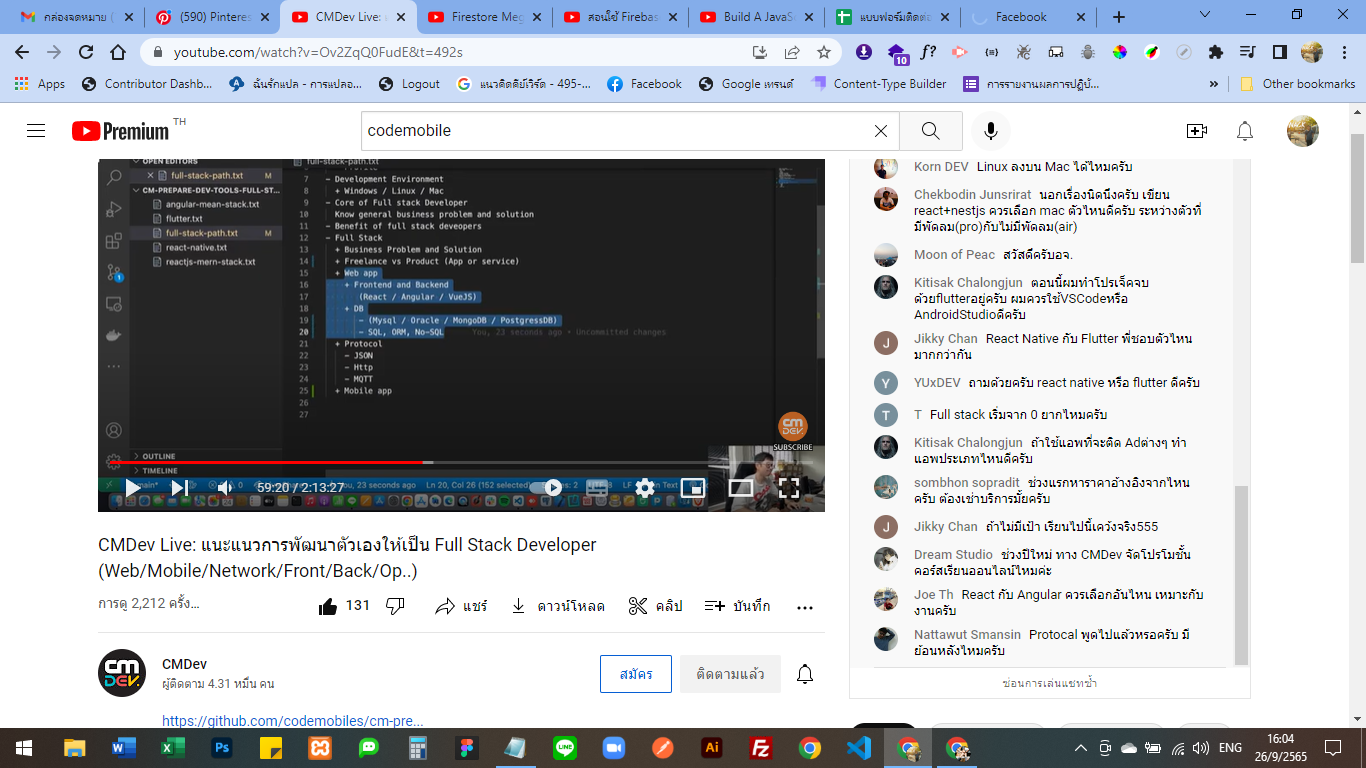 กล่องจดหมาย (
(590) Pinteres
CMDev Live: แ
Firestore Meg
สอนใช้ Firebas
Build A JavaSc
แบบฟอร์มติดต่อ
Facebook
youtube.com/watch?v=Ov2ZqQ0FudE&t=492s
10
Apps
Contributor Dashb...
ฉันรักแปล - การแปลอ...
Logout
แนวคิดคีย์เวิร์ด - 495-...
Facebook
Google เทรนด์
Content-Type Builder
การรายงานผลการปฏิบั...
Other bookmarks
Premium TH
codemobile
OPEN EDITORS
full-stack-path.txt M
CM-PREPARE-DEV-TOOLS-FULL-ST...
angular-mean-stack.txt
flutter.txt
full-stack-path.txt M
react-native.txt
reactjs-mern-stack.txt
OUTLINE
TIMELINE
full-stack-path.txt
7 - Development Environment
8 + Windows / Linux / Mac
9 - Core of Full stack Developer
10 Know general business problem and solution
11 - Benefit of full stack deveopers
12 - Full Stack
13 + Business Problem and Solution
14 + Freelance vs Product (App or service)
15 + Web app
16 + Frontend and Backend
17 (React / Angular / VueJS)
18 + DB
19 - (Mysql / Oracle / MongoDB / PostgresDB)
20 - SQL, ORM, No-SQL You, 23 seconds ago • Uncommitted changes
21 + Protocol
22 - JSON
23 - Http
24 - MQTT
25 + Mobile app
26
27
cm DEV
SUBSCRIBE
You, 23 seconds ago Ln 20, Col 26 (152 selected)
59:20 / 2:13:27
CMDev Live: แนะแนวการพัฒนาตัวเองให้เป็น Full Stack Developer
(Web/Mobile/Network/Front/Back/Op..)
การดู 2,212 ครั้ง...
131
แชร์
ดาวน์โหลด
คลิป
บันทึก
cm DEV.
CMDev
ผู้ติดตาม 4.31 หมื่น คน
สมัคร
ติดตามแล้ว
https://github.com/codemobiles/cm-pre...
Korn DEV Linux ลงบน Mac ได้ไหมครับ
Chekbodin Junsrirat นอกเรื่องนิดนึงครับ เขียน
react+nestjs ควรเลือก mac ตัวไหนดีครับ ระหว่างตัวที่
มีพัดลม(pro)กับไม่มีพัดลม(air)
Moon of Peac สวัสดีครับอจ.
Kitisak Chalongjun ตอนนี้ผมทำโปรเจ็คจบ
ด้วยflutterอยู่ครับ ผมควรใช้VSCodeหรือ
AndroidStudioดีครับ
Jikky Chan React Native กับ Flutter พี่ชอบตัวไหน
มากกว่ากัน
YUxDEV ถามด้วยครับ react native หรือ flutter ดีครับ
T Full stack เริ่มจาก 0 ยากไหมครับ
Kitisak Chalongjun ถ้าใช้แอพที่จะติด Adต่างๆ ทำ
แอพประเภทไหนดีครับ
sombhon sopradit ช่วงแรกหาราคาอ้างอิงจากไหน
ครับ ต้องเช่าบริการมั้ยครับ
Jikky Chan ถ้าไม่มีเป้า เรียนไปนี้เคว้งจริง555
Dream Studio ช่วงปีใหม่ ทาง CMDev จัดโปรโมชั้น
คอร์สเรียนออนไลน์ไหมค่ะ
Joe Th React กับ Angular ควรเลือกอันไหน เหมาะกับ
งานครับ
Nattawut Smansin Protocal พูดไปแล้วหรอครับ มี
ย้อนหลังไหมครับ
ซ่อนการเล่นแชทซ้ำ
ENG
16:04
26/9/2565